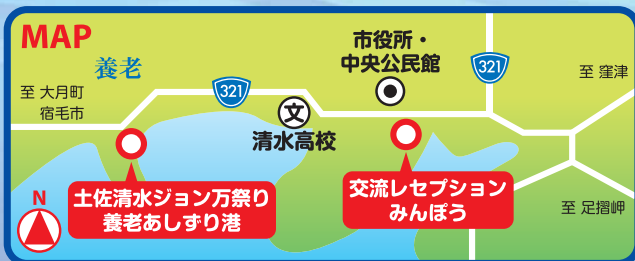 MAP
養老
至 大月町
宿毛市
321
文
清水高校
市役所・
中央公民館
321
至 窪津
土佐清水ジョン万祭り
養老あしずり港
交流レセプション
みんぽう
至 足摺岬
N